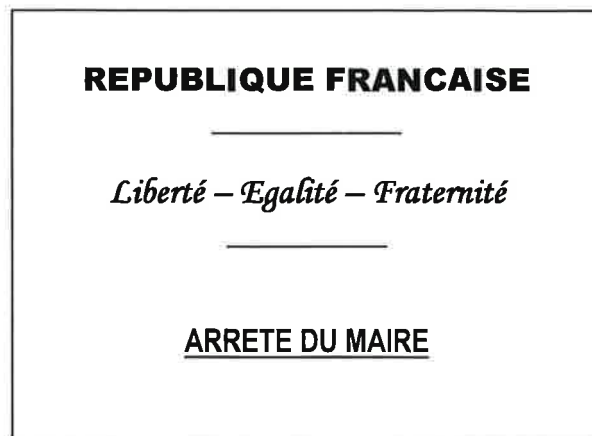 REPUBLIQUE FRANCAISE
Liberté – Egalité – Fraternité
ARRETE DU MAIRE